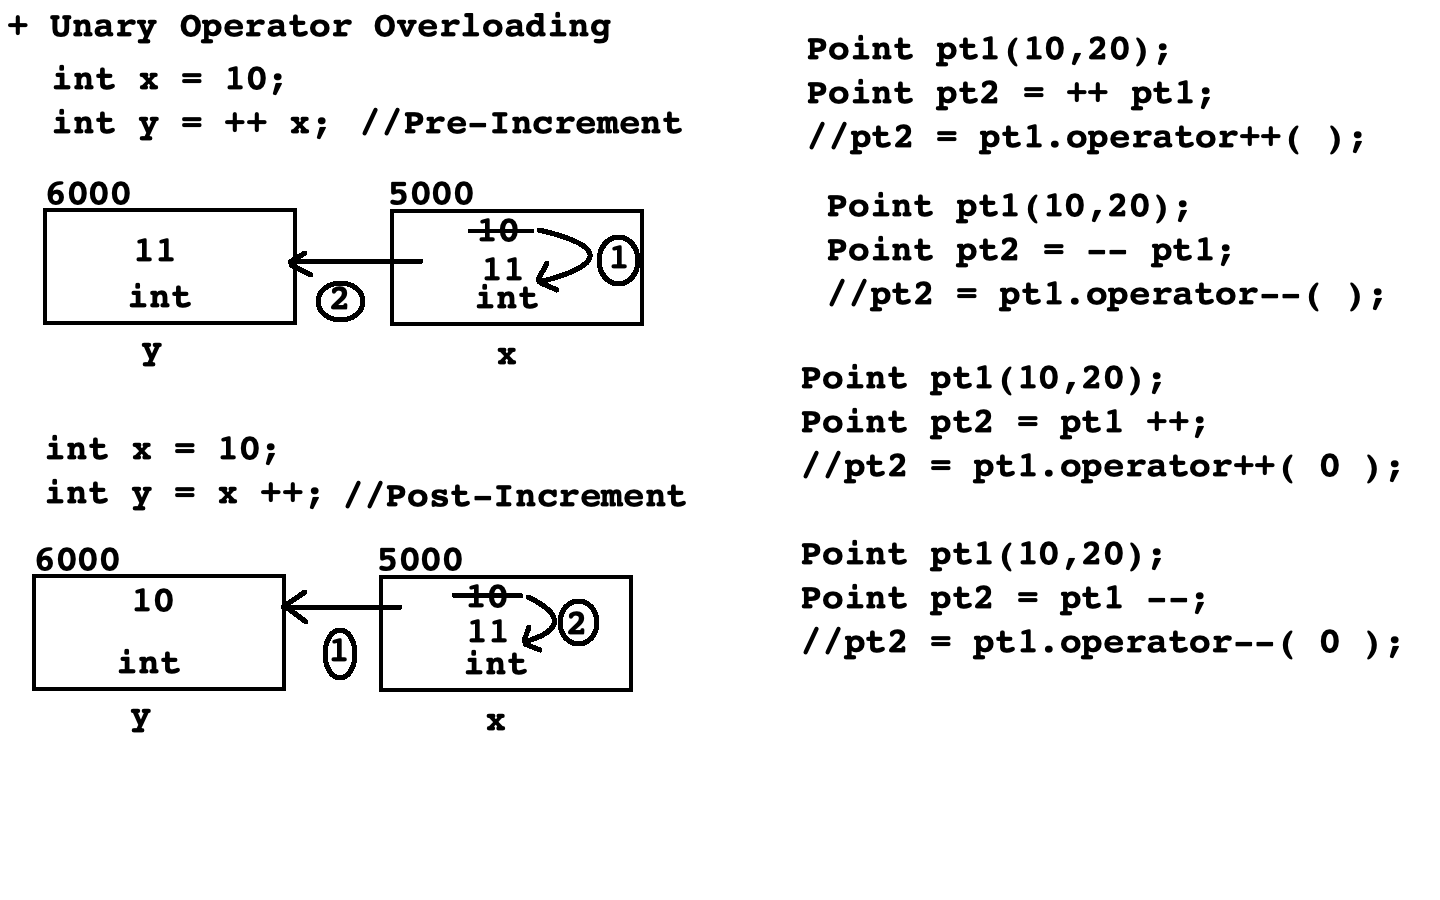 + Unary Operator Overloading
int x = 10;
int y = ++ x; //Pre-Increment
6000
5000
10
11
11
1
int
2
int
y
x
int x = 10;
int y = x ++; //Post-Increment
6000
5000
10
10
11
2
1
int
int
y
x
Point pt1(10,20);
Point pt2 = ++ pt1;
//pt2 = pt1.operator++( );
Point pt1(10,20);
Point pt2 = -- pt1;
//pt2 = pt1.operator--( );
Point pt1(10,20);
Point pt2 = pt1 ++;
//pt2 = pt1.operator++( 0 );
Point pt1(10,20);
Point pt2 = pt1 --;
//pt2 = pt1.operator--( 0 );